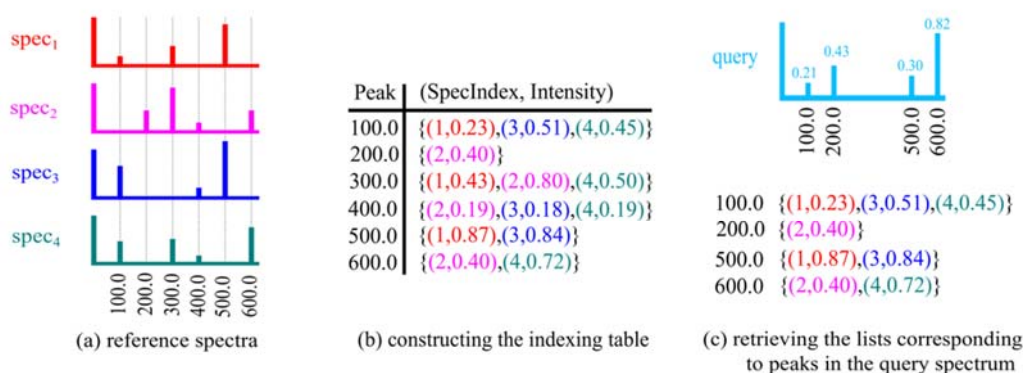 spec1
spec2
spec3
spec4
100.0
200.0
300.0
400.0
500.0
600.0
(a) reference spectra
Peak (SpecIndex, Intensity)
100.0 {(1,0.23),(3,0.51),(4,0.45)}
200.0 {(2,0.40)}
300.0 {(1,0.43),(2,0.80),(4,0.50)}
400.0 {(2,0.19),(3,0.18),(4,0.19)}
500.0 {(1,0.87),(3,0.84)}
600.0 {(2,0.40),(4,0.72)}
(b) constructing the indexing table
query
0.21
0.43
0.30
0.82
100.0
200.0
500.0
600.0
100.0 {(1,0.23),(3,0.51),(4,0.45)}
200.0 {(2,0.40)}
500.0 {(1,0.87),(3,0.84)}
600.0 {(2,0.40),(4,0.72)}
(c) retrieving the lists corresponding
to peaks in the query spectrum